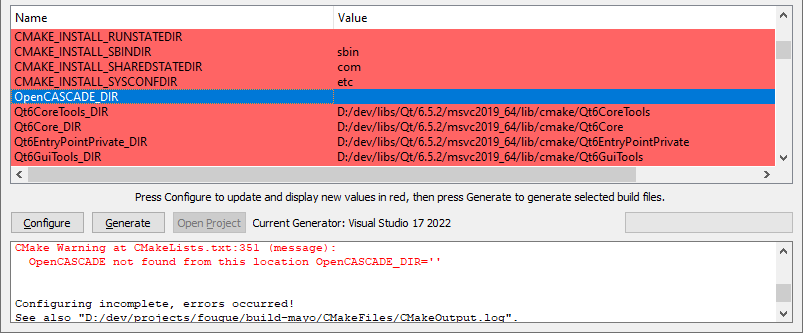 Name Value
CMAKE_INSTALL_RUNSTATEDIR
CMAKE_INSTALL_SBINDIR sbin
CMAKE_INSTALL_SHAREDSTATEDIR com
CMAKE_INSTALL_SYSCONFDIR etc
OpenCASCADE_DIR
Qt6CoreTools_DIR D:/dev/libs/Qt/6.5.2/msvc2019_64/lib/cmake/Qt6CoreTools
Qt6Core_DIR D:/dev/libs/Qt/6.5.2/msvc2019_64/lib/cmake/Qt6Core
Qt6EntryPointPrivate_DIR D:/dev/libs/Qt/6.5.2/msvc2019_64/lib/cmake/Qt6EntryPointPrivate
Qt6GuiTools_DIR D:/dev/libs/Qt/6.5.2/msvc2019_64/lib/cmake/Qt6GuiTools
Press Configure to update and display new values in red, then press Generate to generate selected build files.
Configure Generate Open Project Current Generator: Visual Studio 17 2022
CMake Warning at CMakeLists.txt:351 (message):
OpenCASCADE not found from this location OpenCASCADE_DIR=''
Configuring incomplete, errors occurred!
See also "D:/dev/projects/fougue/build-mayo/CMakeFiles/CMakeOutput.log".